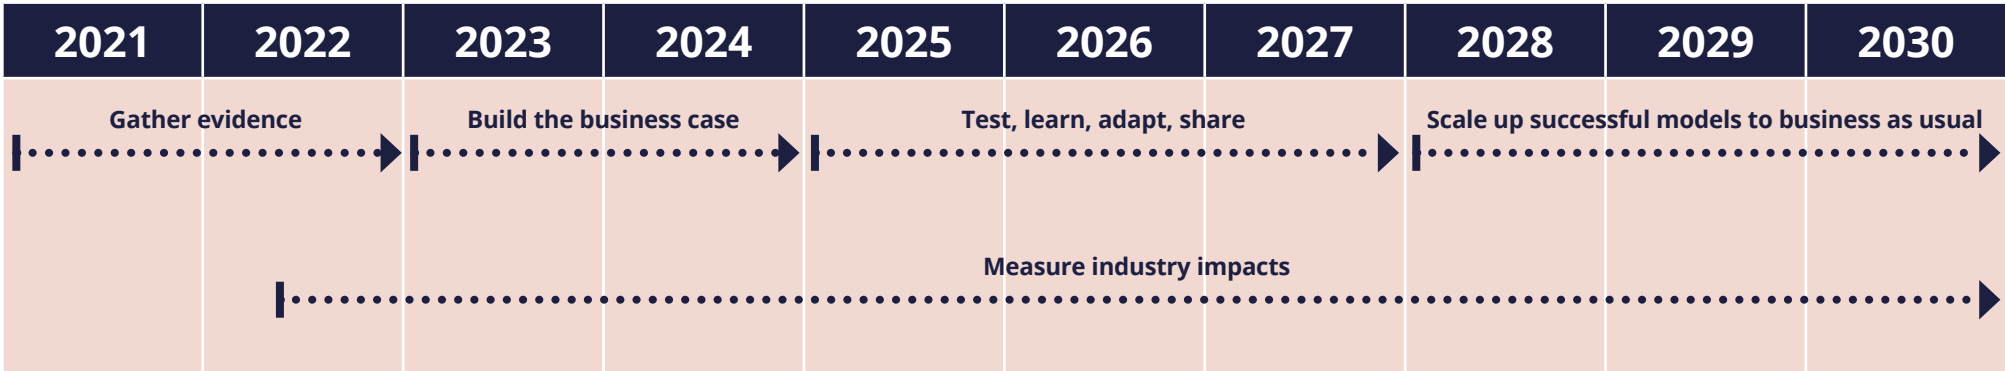 2021 2022 2023 2024 2025 2026 2027 2028 2029 2030
Gather evidence Build the business case Test, learn, adapt, share Scale up successful models to business as usual
Measure industry impacts